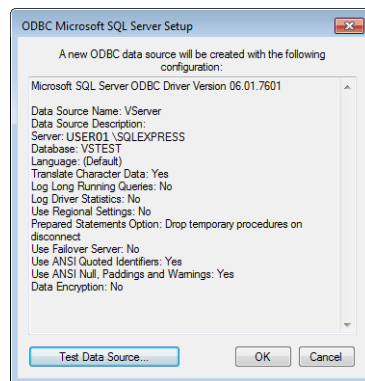 ODBC Microsoft SQL Server Setup
A new ODBC data source will be created with the following
configuration:
Microsoft SQL Server ODBC Driver Version 06.01.7601
Data Source Name: VServer
Data Source Description:
Server: USER01 \SQLEXPRESS
Database: VSTEST
Language: (Default)
Translate Character Data: Yes
Log Long Running Queries: No
Log Driver Statistics: No
Use Regional Settings: No
Prepared Statements Option: Drop temporary procedures on
disconnect
Use Failover Server: No
Use ANSI Quoted Identifiers: Yes
Use ANSI Null, Paddings and Warnings: Yes
Data Encryption: No
Test Data Source...
OK
Cancel